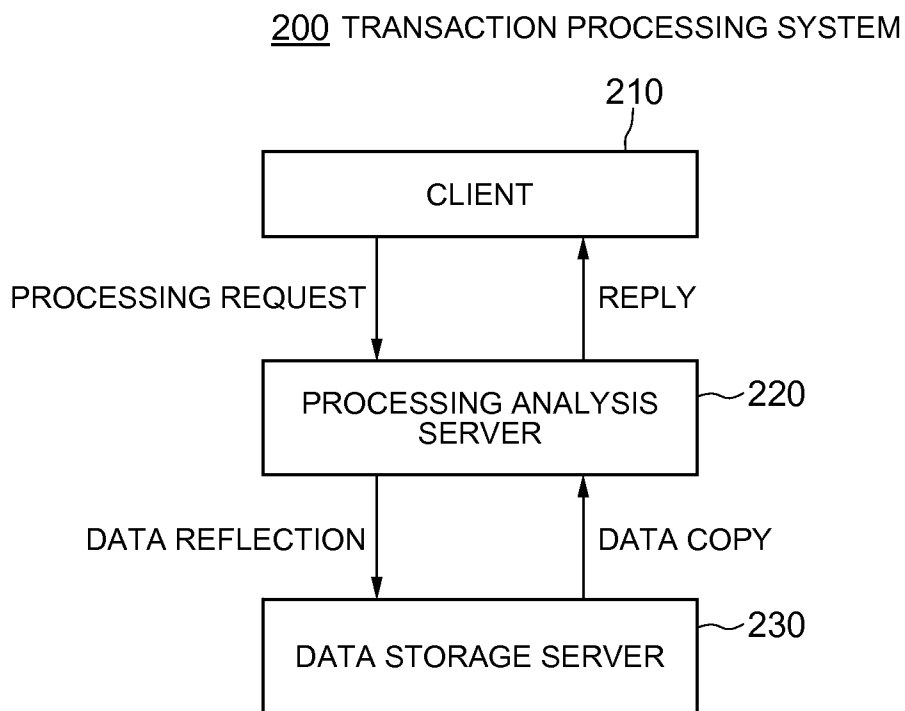 200 TRANSACTION PROCESSING SYSTEM
210
CLIENT
PROCESSING REQUEST
REPLY
PROCESSING ANALYSIS
SERVER
220
DATA REFLECTION
DATA COPY
DATA STORAGE SERVER
230